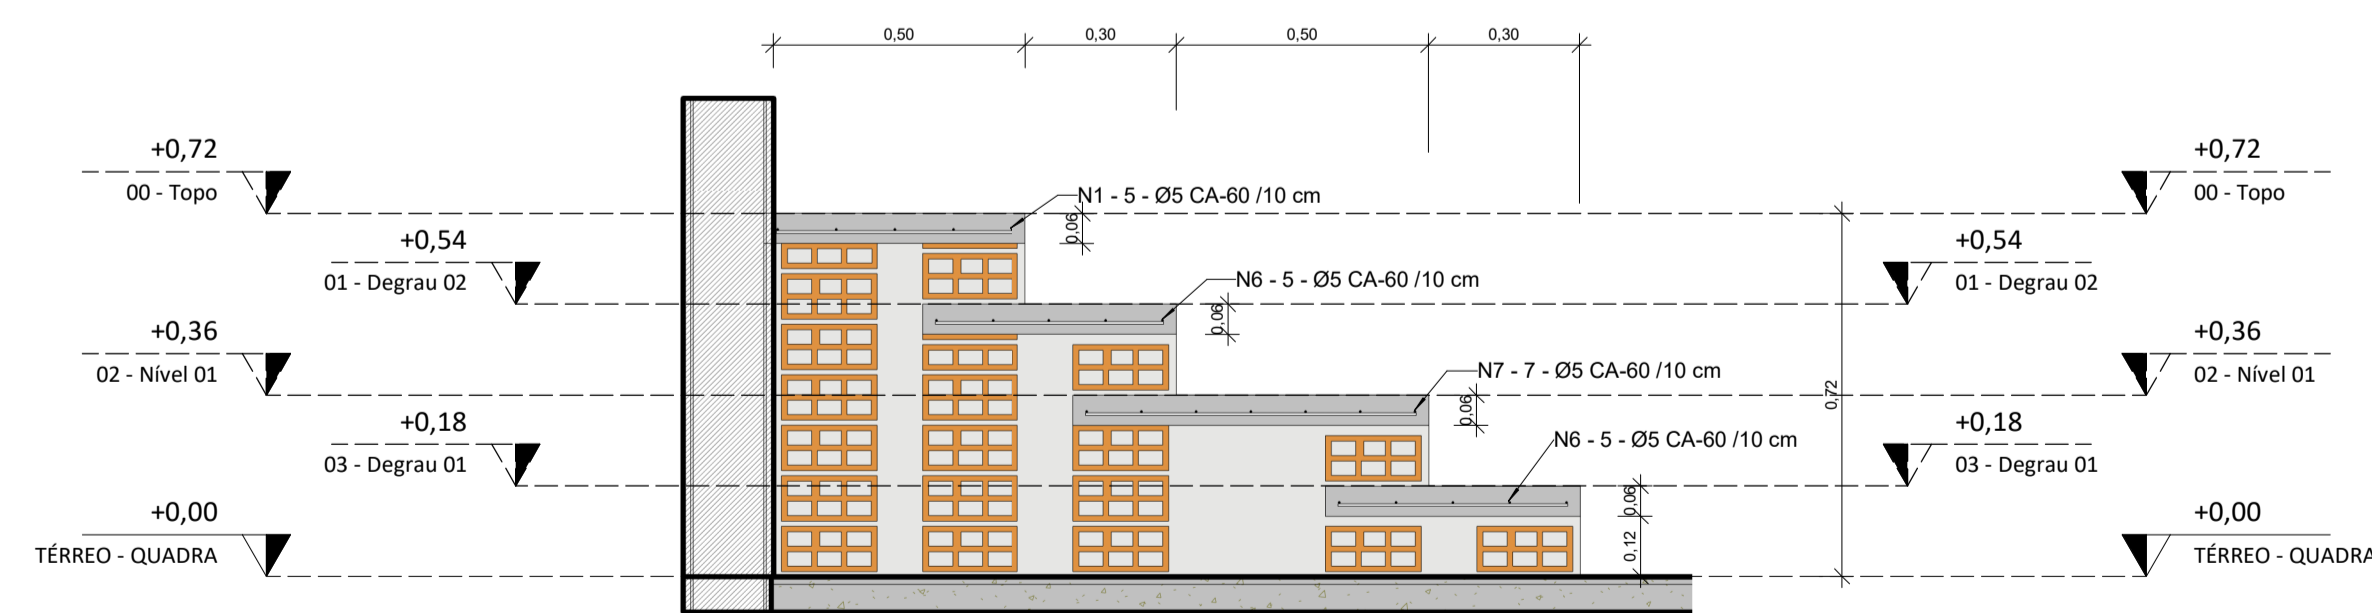 0,50
0,30
0,50
0,30
+0,72
00 - Topo
+0,72
00 - Topo
N1 - 5 - Ø5 CA-60 /10 cm
0,06
+0,54
01 - Degrau 02
+0,54
01 - Degrau 02
N6 - 5 - Ø5 CA-60 /10 cm
0,06
+0,36
02 - Nível 01
+0,36
02 - Nível 01
N7 - 7 - Ø5 CA-60 /10 cm
0,06
0,72
+0,18
03 - Degrau 01
+0,18
03 - Degrau 01
N6 - 5 - Ø5 CA-60 /10 cm
0,06
0,12
+0,00
TÉRREO - QUADRA
+0,00
TÉRREO - QUADRA